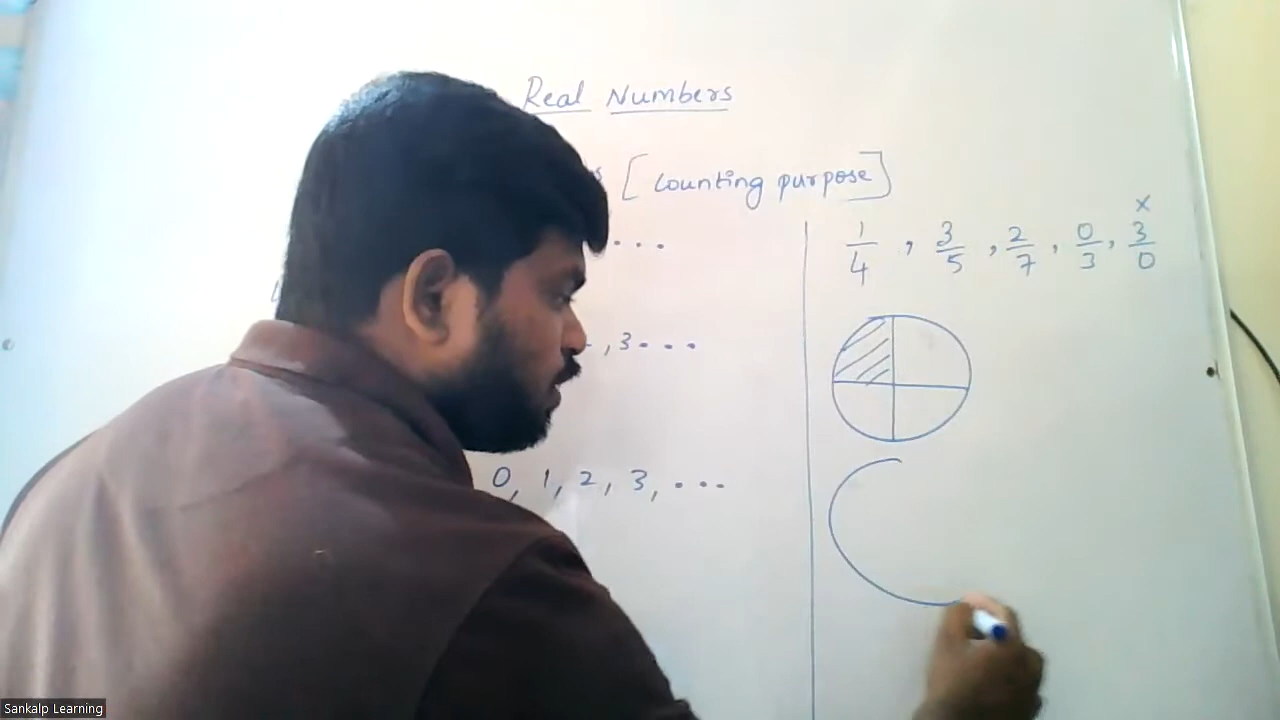 Real Numbers
[Counting purpose]
...
1/4, 3/5, 2/7, 0/3, 3/0
x
, 3...
0, 1, 2, 3, ...
Sankalp Learning